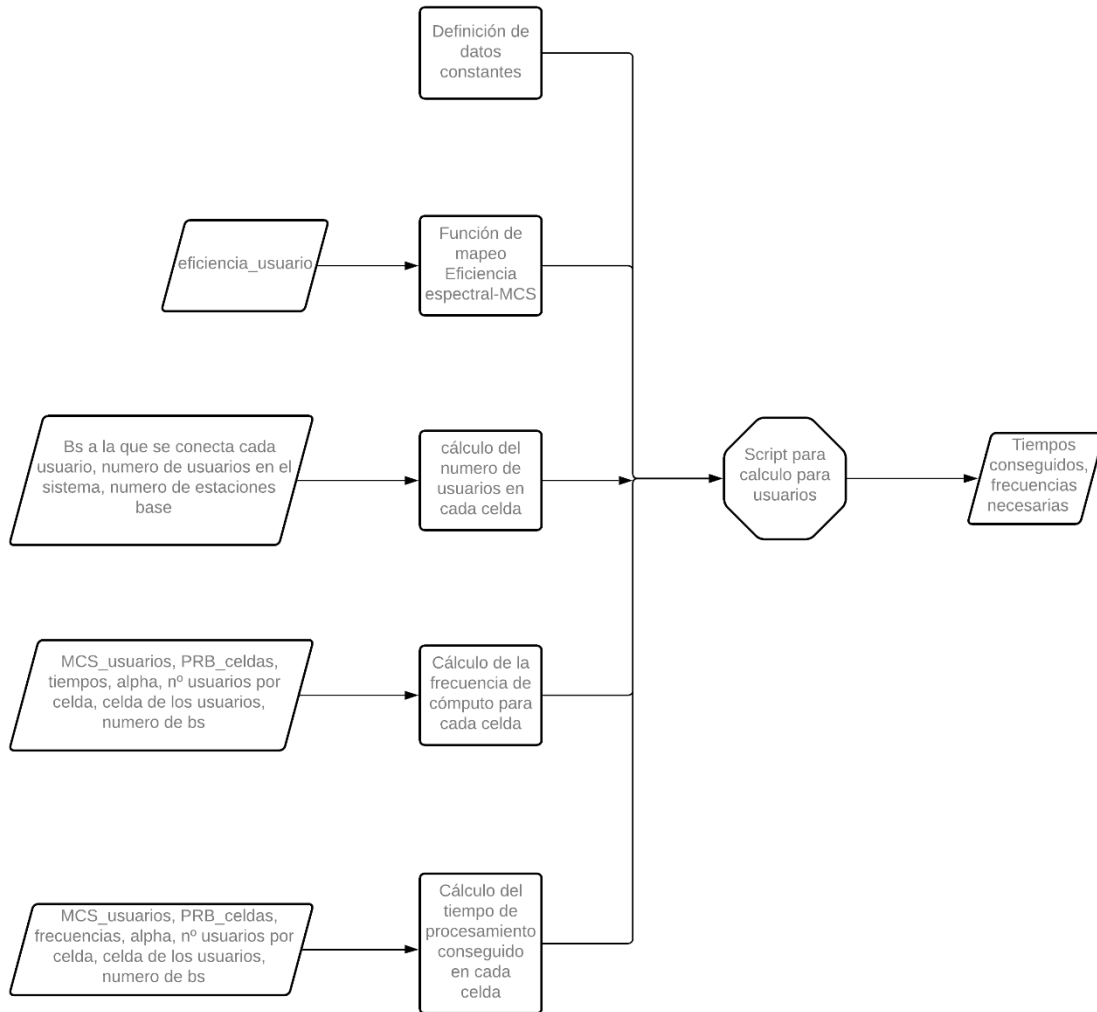 Definición de
datos
constantes
eficiencia_usuario
Función de
mapeo
Eficiencia
espectral-MCS
Bs a la que se conecta cada
usuario, numero de usuarios en el
sistema, numero de estaciones
base
cálculo del
numero de
usuarios en
cada celda
Script para
calculo para
usuarios
Tiempos
conseguidos,
frecuencias
necesarias
MCS_usuarios, PRB_celdas,
tiempos, alpha, nº usuarios por
celda, celda de los usuarios,
numero de bs
Cálculo de la
frecuencia de
cómputo para
cada celda
MCS_usuarios, PRB_celdas,
frecuencias, alpha, nº usuarios por
celda, celda de los usuarios,
numero de bs
Cálculo del
tiempo de
procesamiento
conseguido
en cada
celda